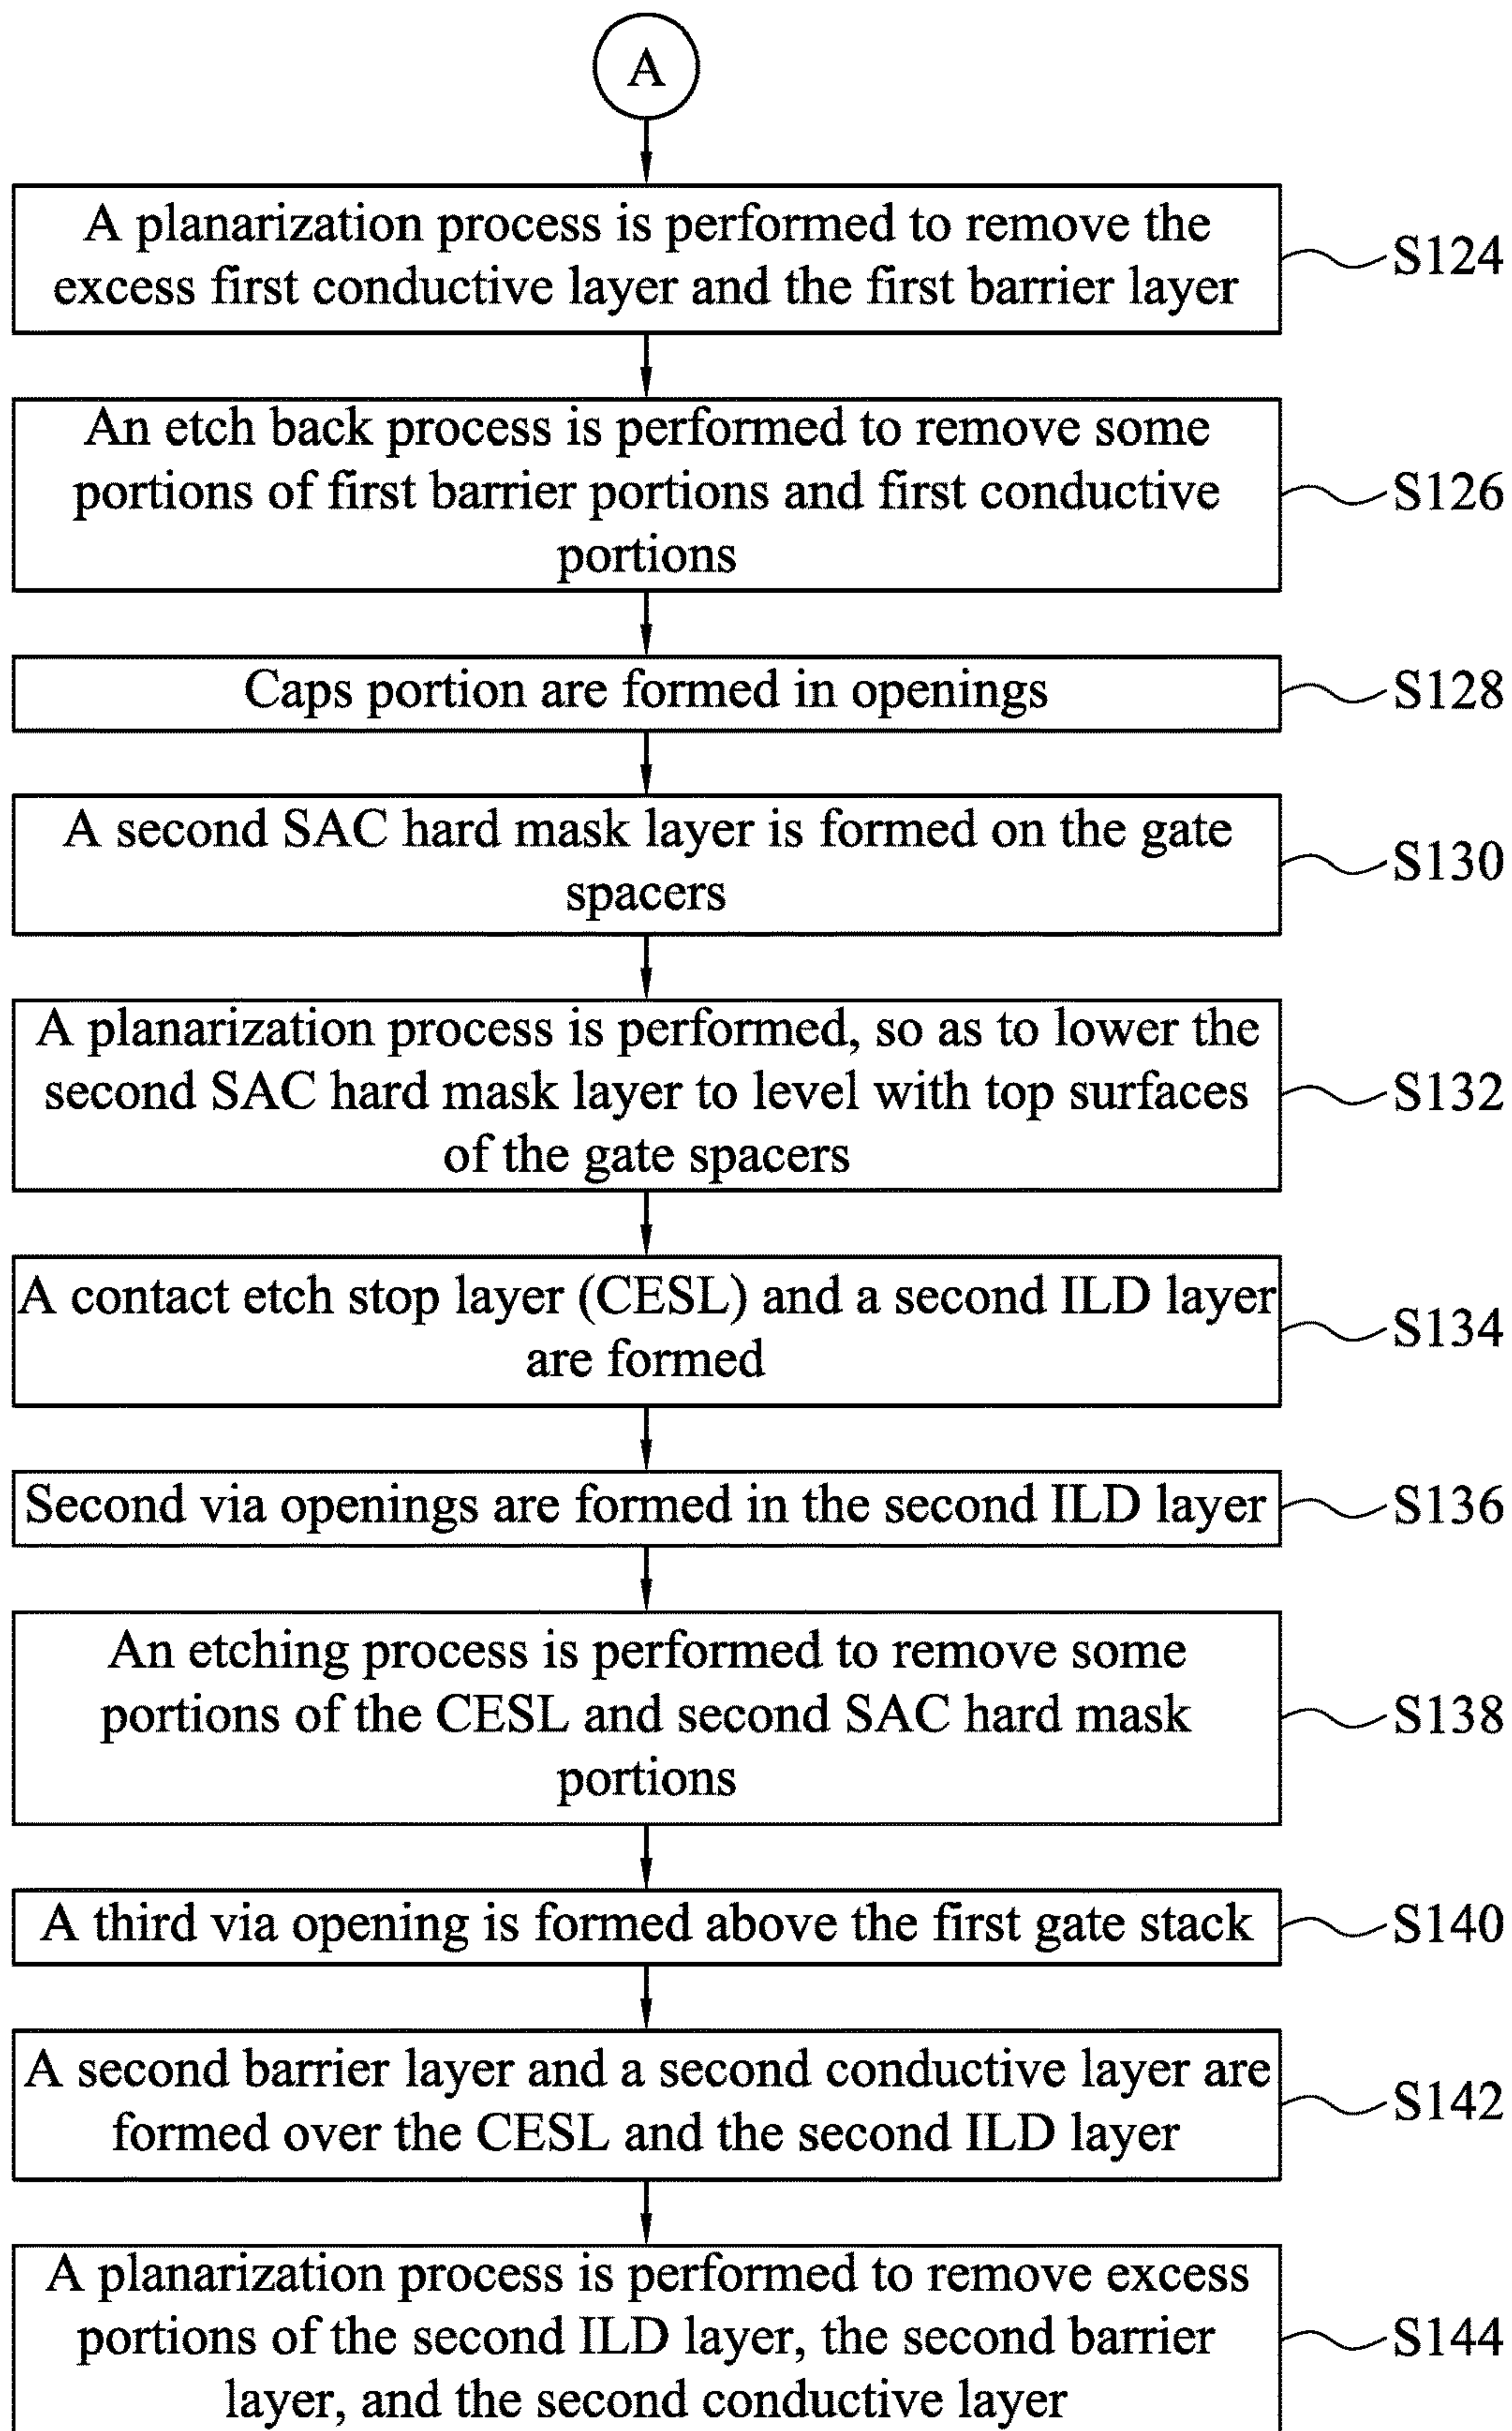 A
A planarization process is performed to remove the
excess first conductive layer and the first barrier layer
S124
An etch back process is performed to remove some
portions of first barrier portions and first conductive
portions
S126
Caps portion are formed in openings
S128
A second SAC hard mask layer is formed on the gate
spacers
S130
A planarization process is performed, so as to lower the
second SAC hard mask layer to level with top surfaces
of the gate spacers
S132
A contact etch stop layer (CESL) and a second ILD layer
are formed
S134
Second via openings are formed in the second ILD layer
S136
An etching process is performed to remove some
portions of the CESL and second SAC hard mask
portions
S138
A third via opening is formed above the first gate stack
S140
A second barrier layer and a second conductive layer are
formed over the CESL and the second ILD layer
S142
A planarization process is performed to remove excess
portions of the second ILD layer, the second barrier
layer, and the second conductive layer
S144